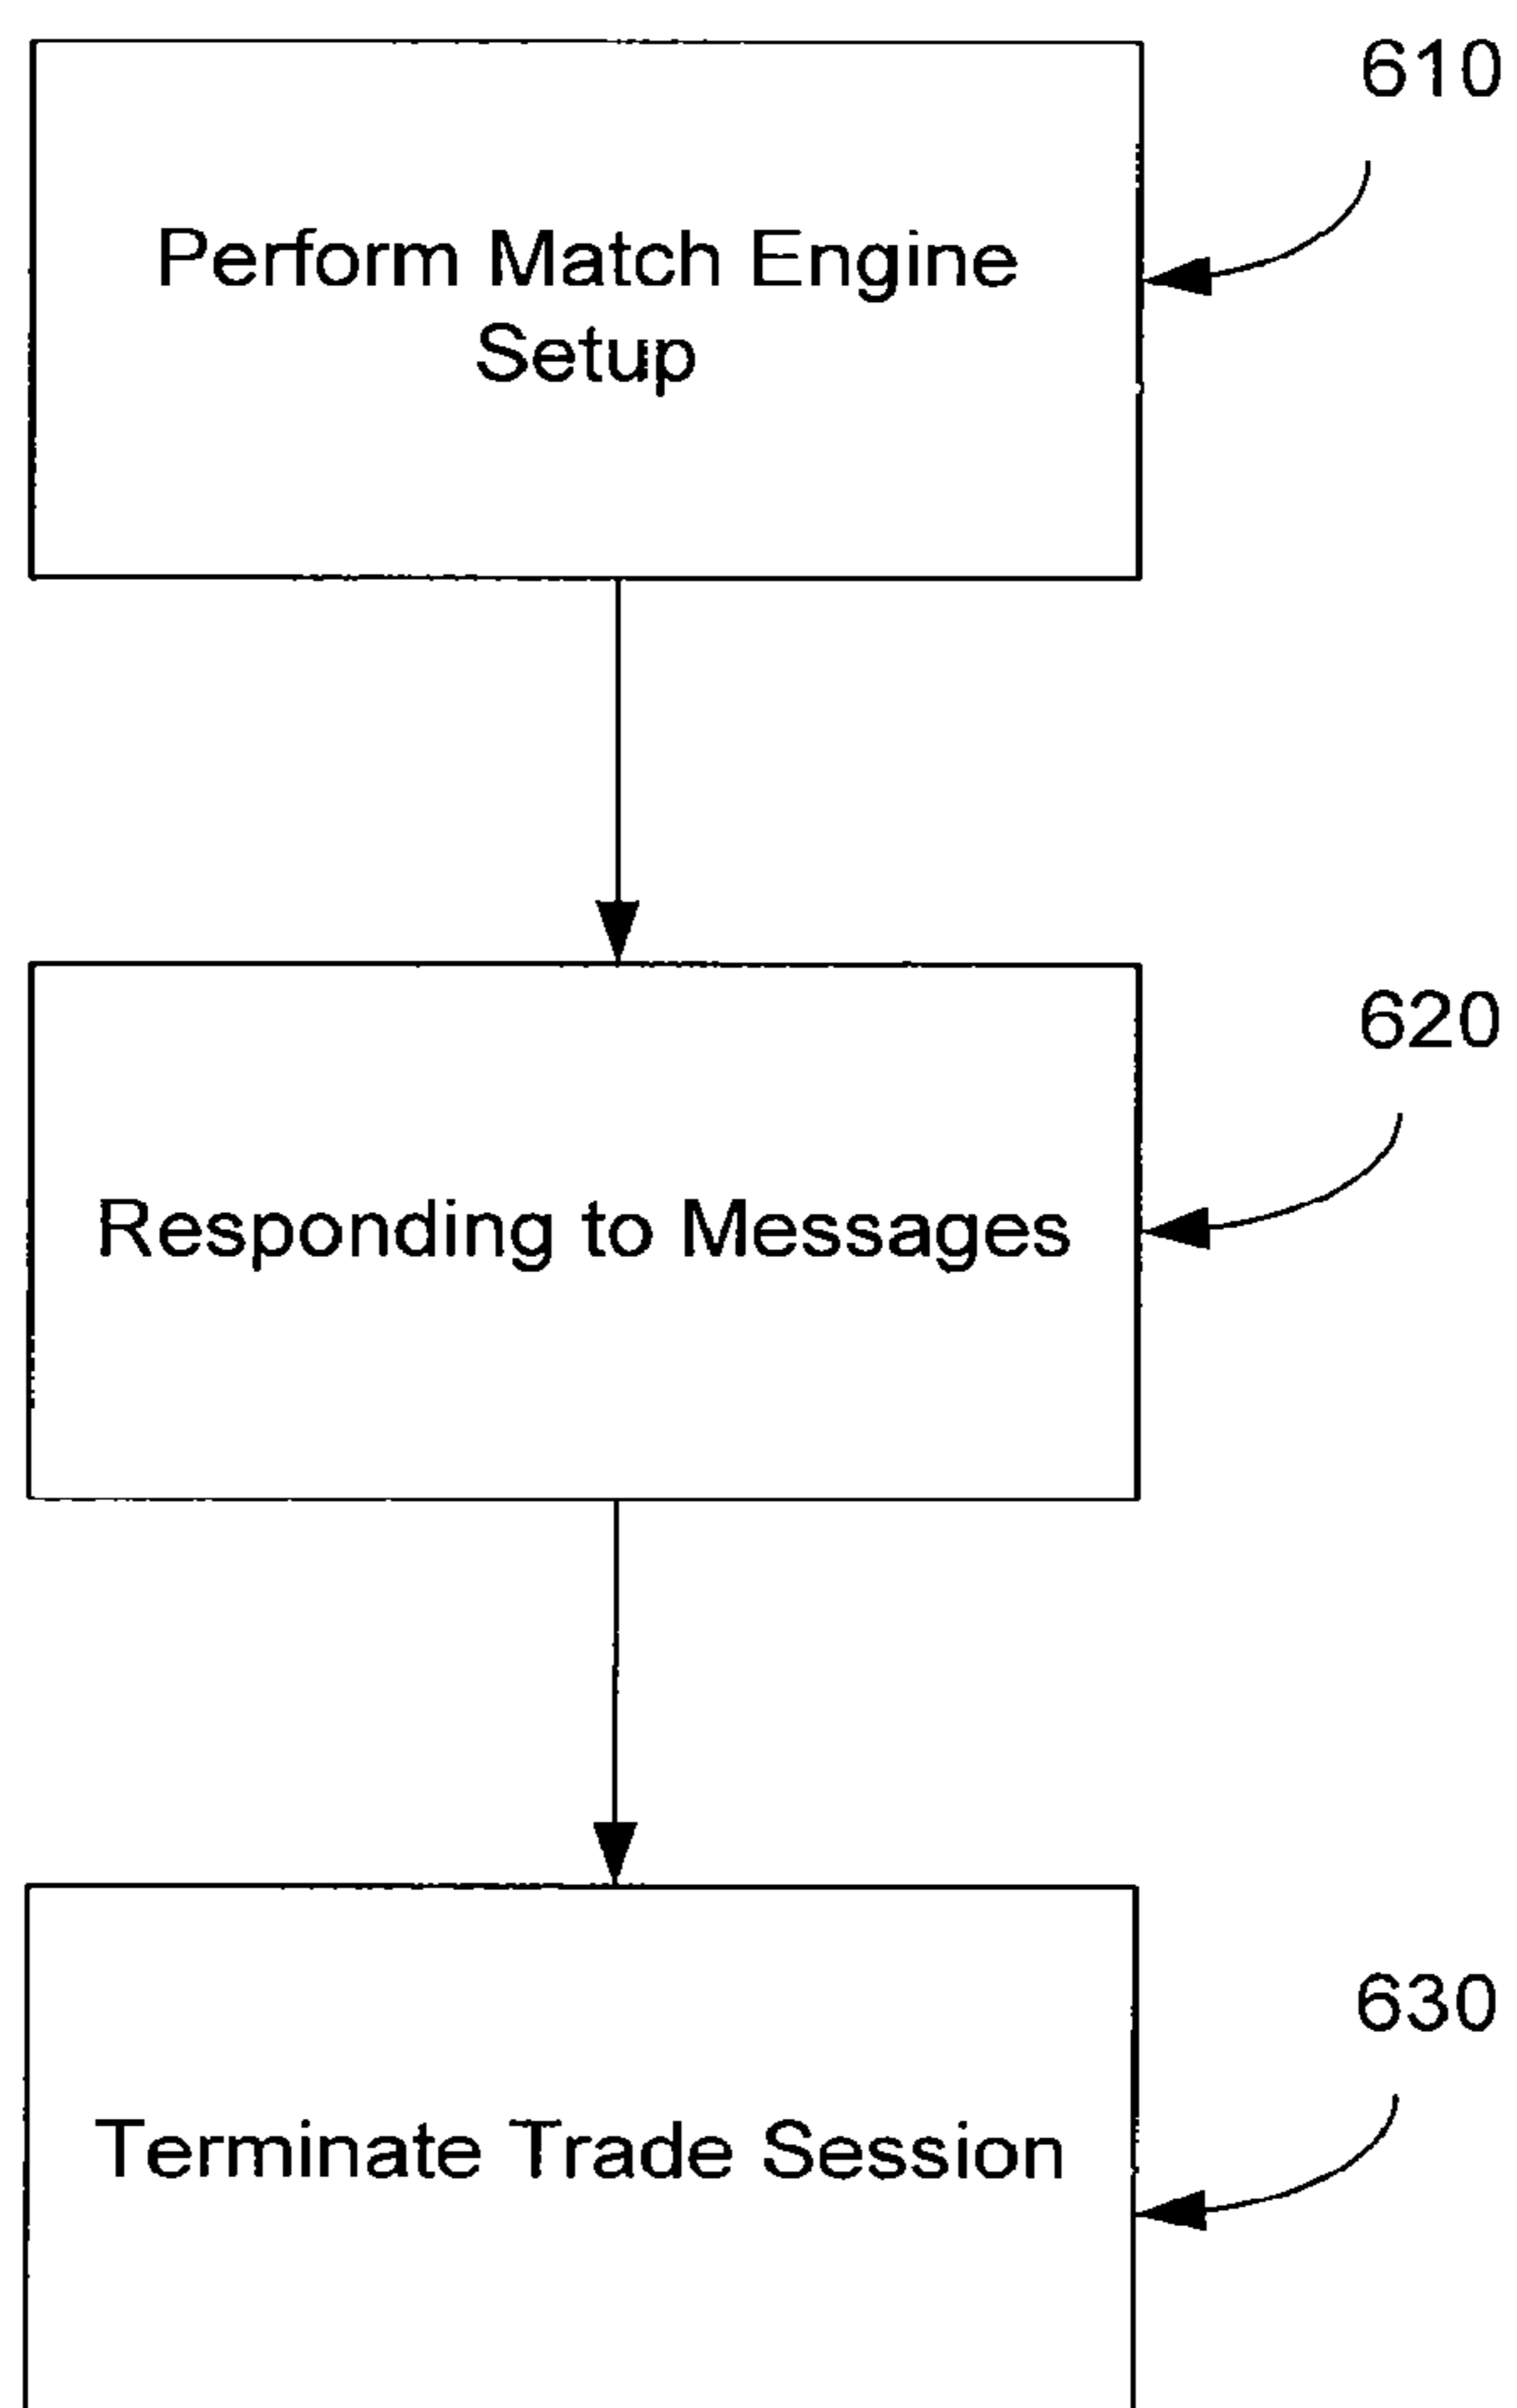 610
Perform Match Engine
Setup
620
Responding to Messages
630
Terminate Trade Session